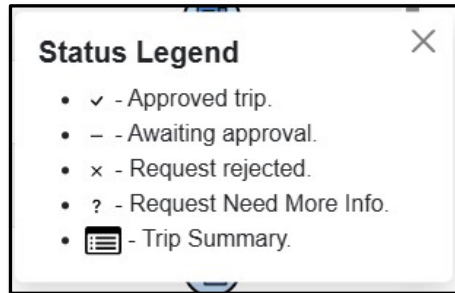 Status Legend
✓ - Approved trip.
– - Awaiting approval.
× - Request rejected.
? - Request Need More Info.
- Trip Summary.